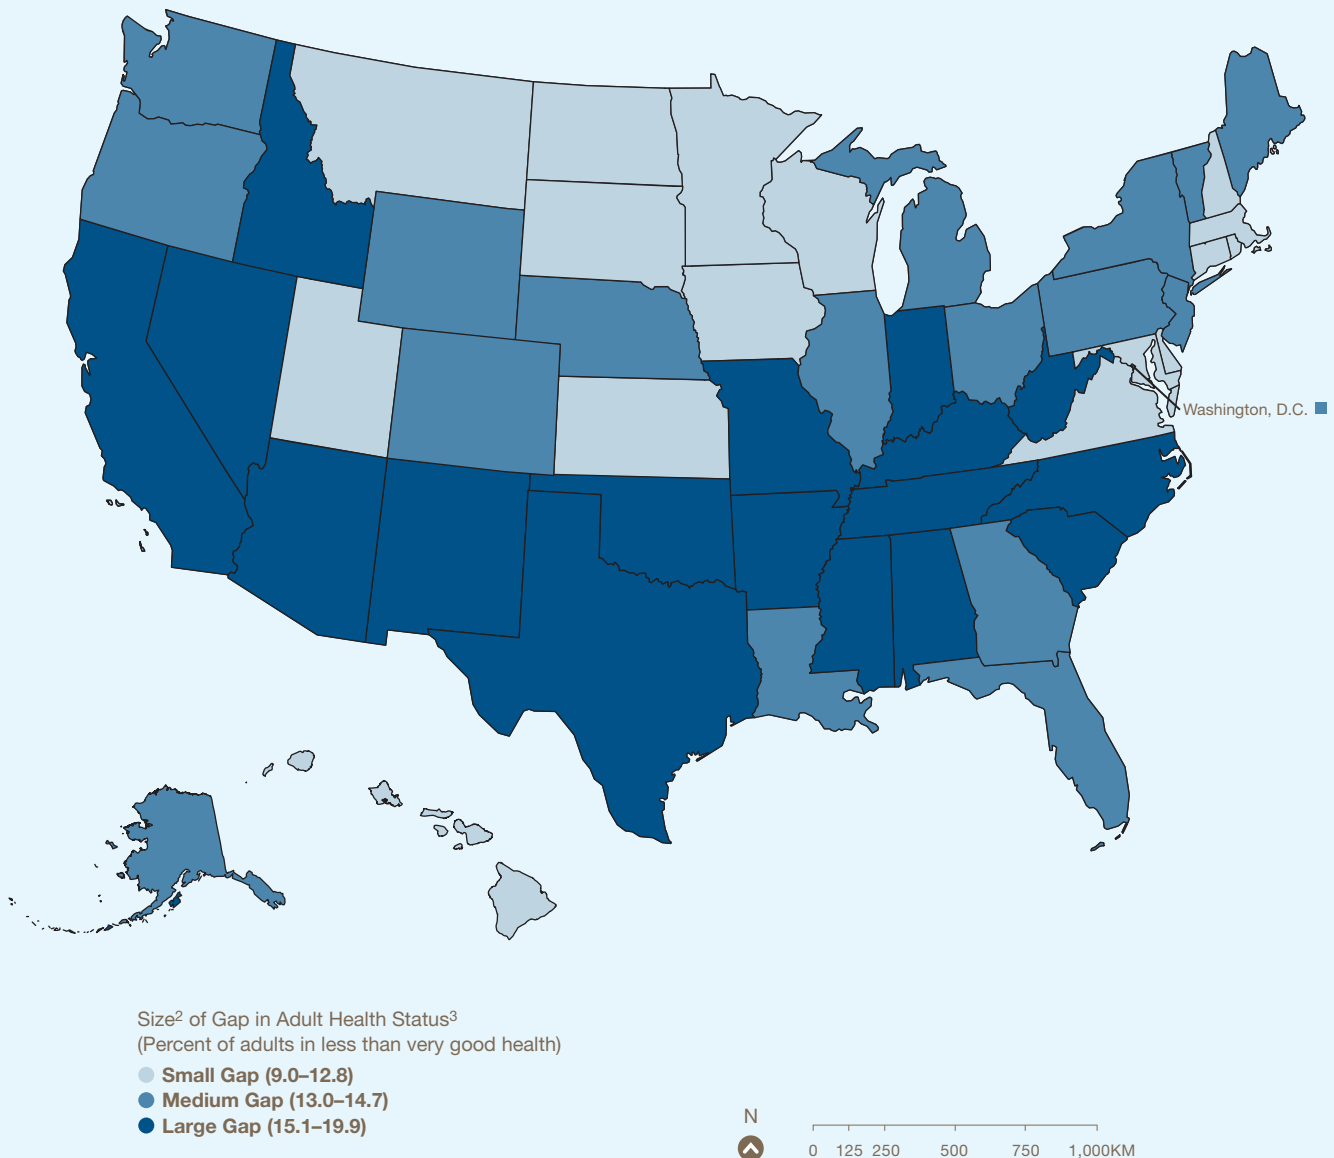 Washington, D.C.
Size² of Gap in Adult Health Status³
(Percent of adults in less than very good health)
Small Gap (9.0–12.8)
Medium Gap (13.0–14.7)
Large Gap (15.1–19.9)
N
0 125 250 500 750 1,000KM